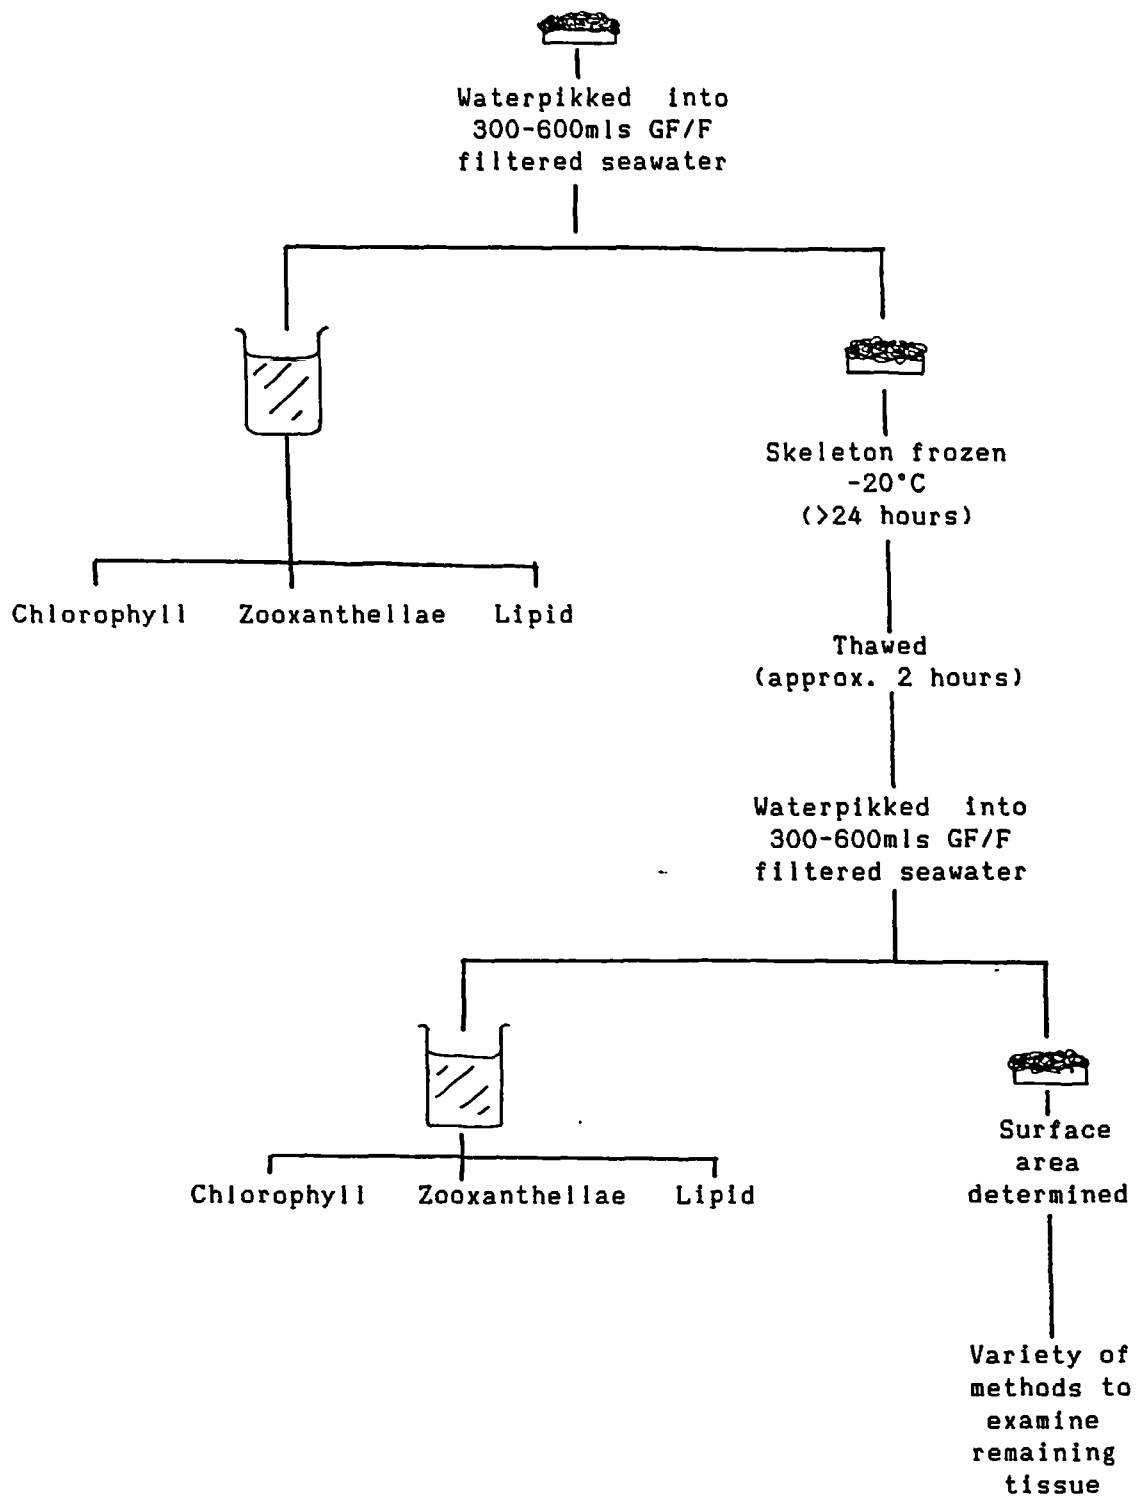 Waterpikked into
300-600mls GF/F
filtered seawater
Skeleton frozen
-20°C
(>24 hours)
Chlorophyll Zooxanthellae Lipid
Thawed
(approx. 2 hours)
Waterpikked into
300-600mls GF/F
filtered seawater
Surface
area
determined
Chlorophyll Zooxanthellae Lipid
Variety of
methods to
examine
remaining
tissue